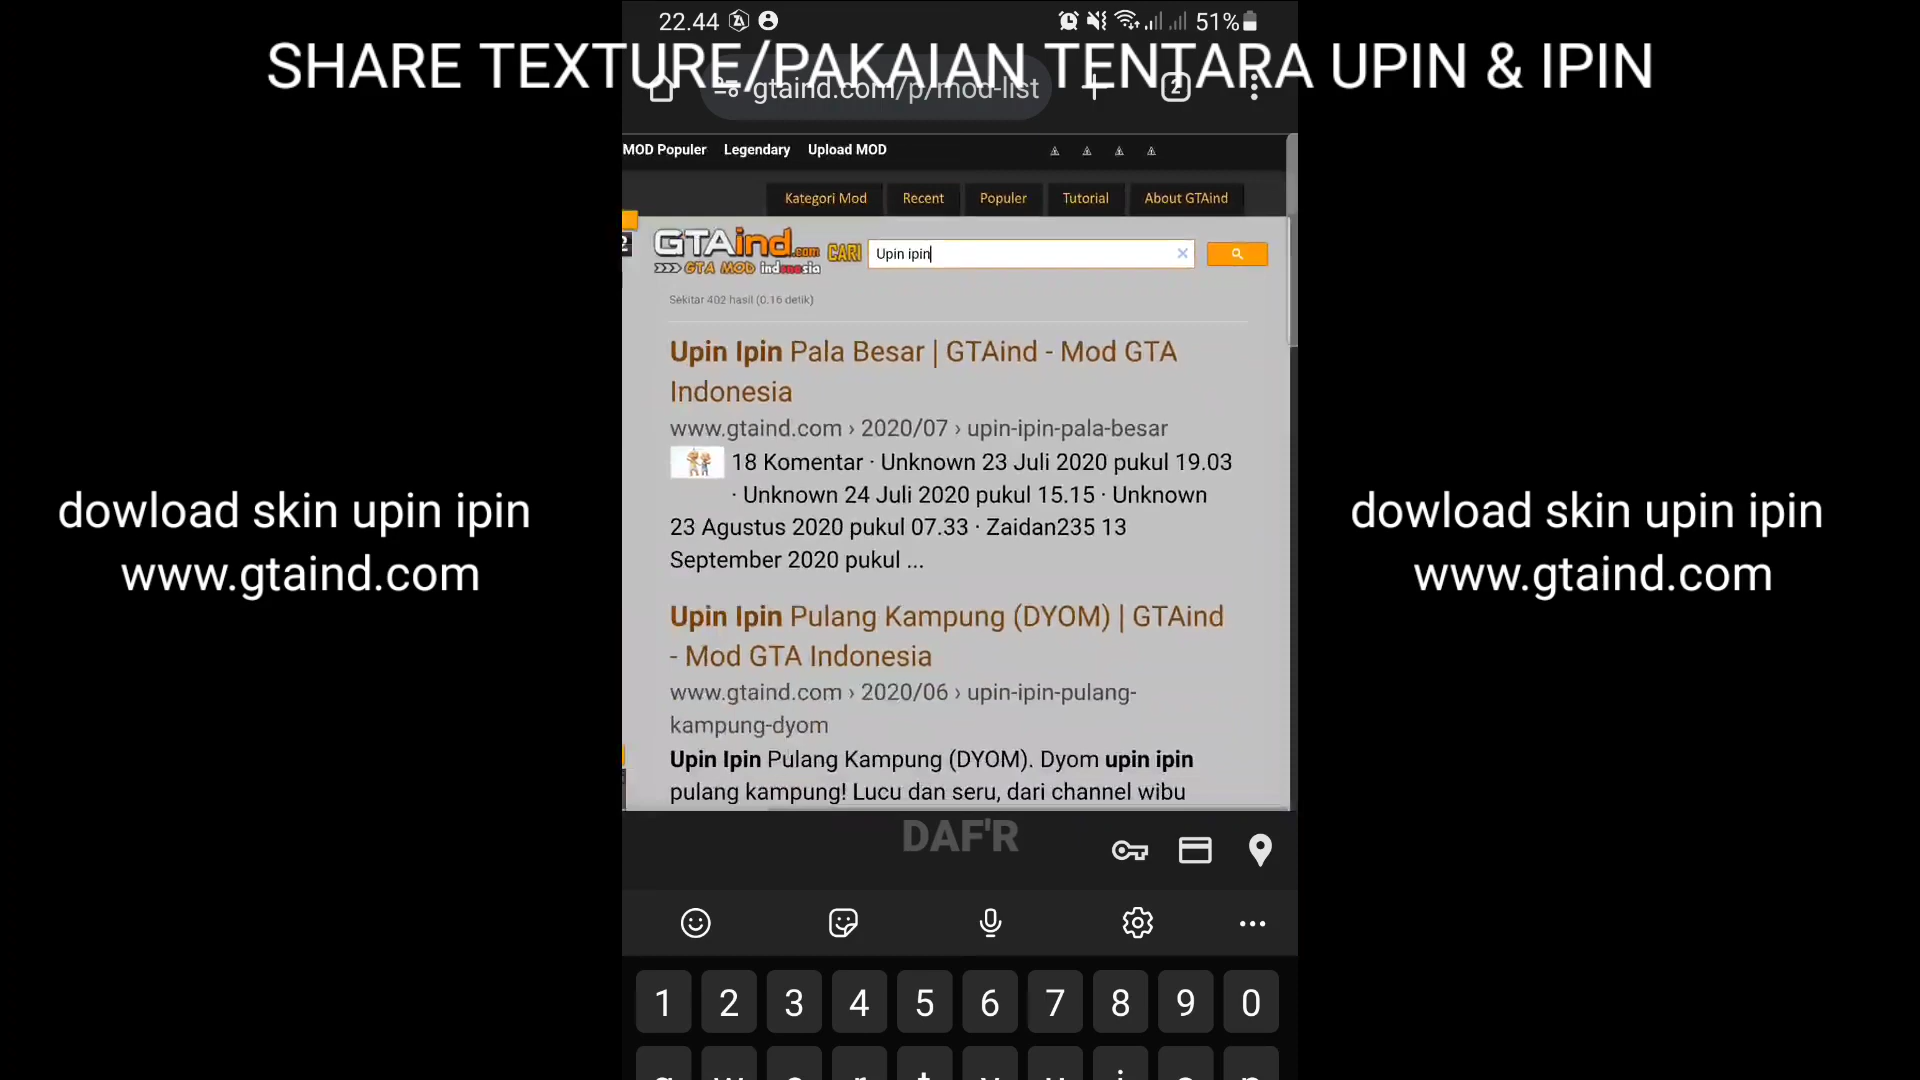 22.44
51%
SHARE TEXTURE/PAKAIAN TENTARA UPIN & IPIN
gtaind.com/p/mod-list
2
MOD Populer Legendary Upload MOD
Kategori Mod Recent Populer Tutorial About GTAind
GTAind.com CARI Upin ipin
>>> GTA MOD indonesia
Sekitar 402 hasil (0.16 detik)
Upin Ipin Pala Besar | GTAind - Mod GTA
Indonesia
www.gtaind.com › 2020/07 › upin-ipin-pala-besar
18 Komentar · Unknown 23 Juli 2020 pukul 19.03
· Unknown 24 Juli 2020 pukul 15.15 · Unknown
23 Agustus 2020 pukul 07.33 · Zaidan235 13
September 2020 pukul ...
dowload skin upin ipin
www.gtaind.com
dowload skin upin ipin
www.gtaind.com
Upin Ipin Pulang Kampung (DYOM) | GTAind
- Mod GTA Indonesia
www.gtaind.com › 2020/06 › upin-ipin-pulang-
kampung-dyom
Upin Ipin Pulang Kampung (DYOM). Dyom upin ipin
pulang kampung! Lucu dan seru, dari channel wibu
DAF'R
1 2 3 4 5 6 7 8 9 0